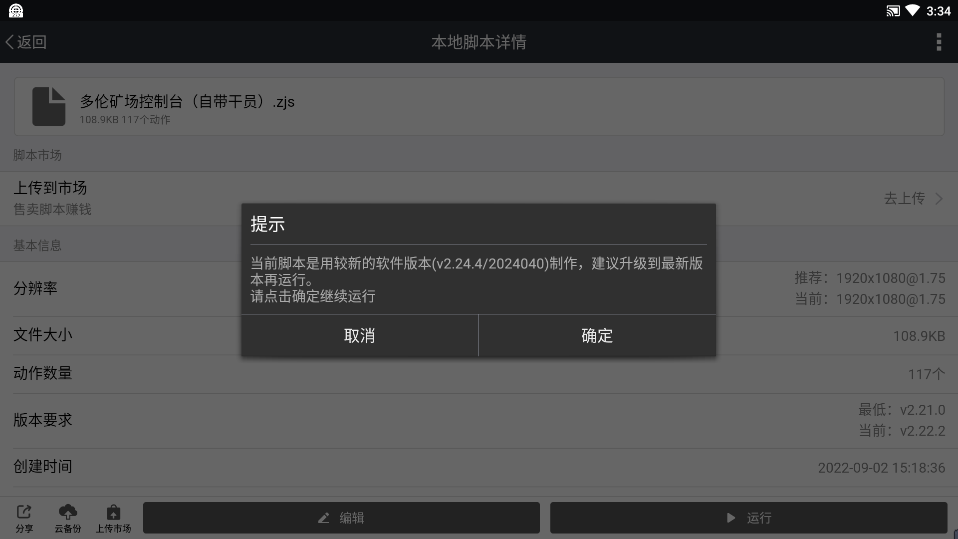 3:34
返回
本地脚本详情
多伦矿场控制台（自带干员）.zjs
108.9KB 117个动作
脚本市场
上传到市场
售卖脚本赚钱
去上传
基本信息
提示
当前脚本是用较新的软件版本(v2.24.4/2024040)制作，建议升级到最新版
本再运行。
请点击确定继续运行
取消
确定
分辨率
推荐：1920x1080@1.75
当前：1920x1080@1.75
文件大小
108.9KB
动作数量
117个
版本要求
最低：v2.21.0
当前：v2.22.2
创建时间
2022-09-02 15:18:36
分享
云备份
上传市场
编辑
运行